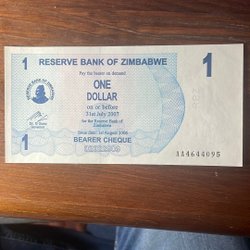 RESERVE BANK OF ZIMBABWE
1
Pay the bearer on demand
1
ONE
DOLLAR
on or before
31st July 2007
for the Reserve Bank of
Zimbabwe
Issue Date 1st August 2006
1
BEARER CHEQUE
AA4644095